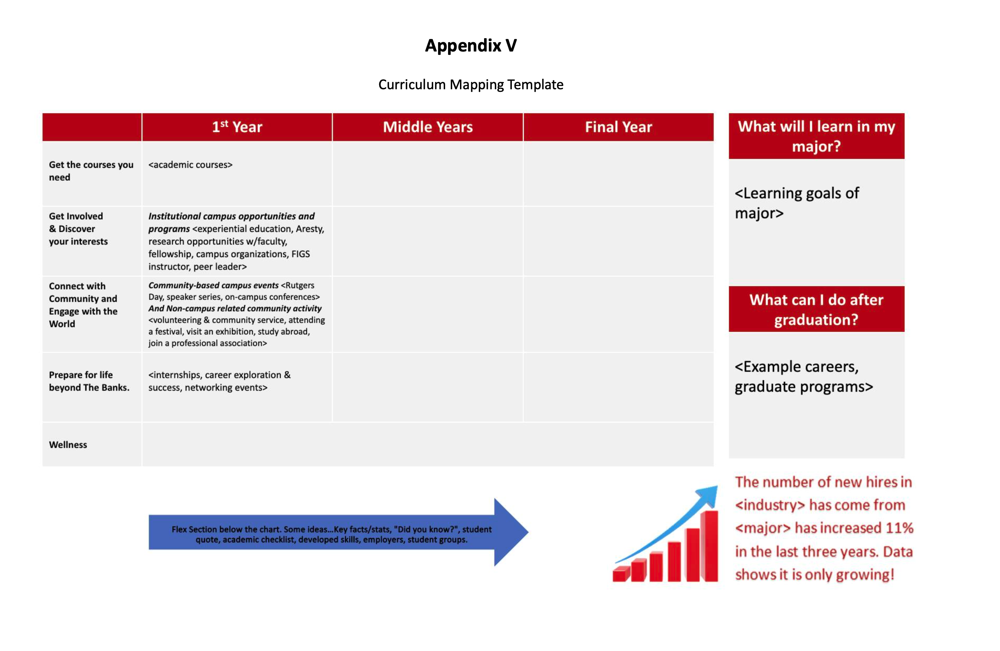 Appendix V
Curriculum Mapping Template
1st Year
Middle Years
Final Year
Get the courses you
need
<academic courses>
Get Involved
& Discover
your interests
Institutional campus opportunities and
programs <experiential education, Aresty,
research opportunities w/faculty,
fellowship, campus organizations, FIGS
instructor, peer leader>
Connect with
Community and
Engage with the
World
Community-based campus events <Rutgers
Day, speaker series, on-campus conferences>
And Non-campus related community activity
<volunteering & community service, attending
a festival, visit an exhibition, study abroad,
join a professional association>
Prepare for life
beyond The Banks.
<internships, career exploration &
success, networking events>
Wellness
What will I learn in my
major?
<Learning goals of
major>
What can I do after
graduation?
<Example careers,
graduate programs>
Flex Section below the chart. Some ideas...Key facts/stats, "Did you know?", student
quote, academic checklist, developed skills, employers, student groups.
The number of new hires in
<industry> has come from
<major> has increased 11%
in the last three years. Data
shows it is only growing!